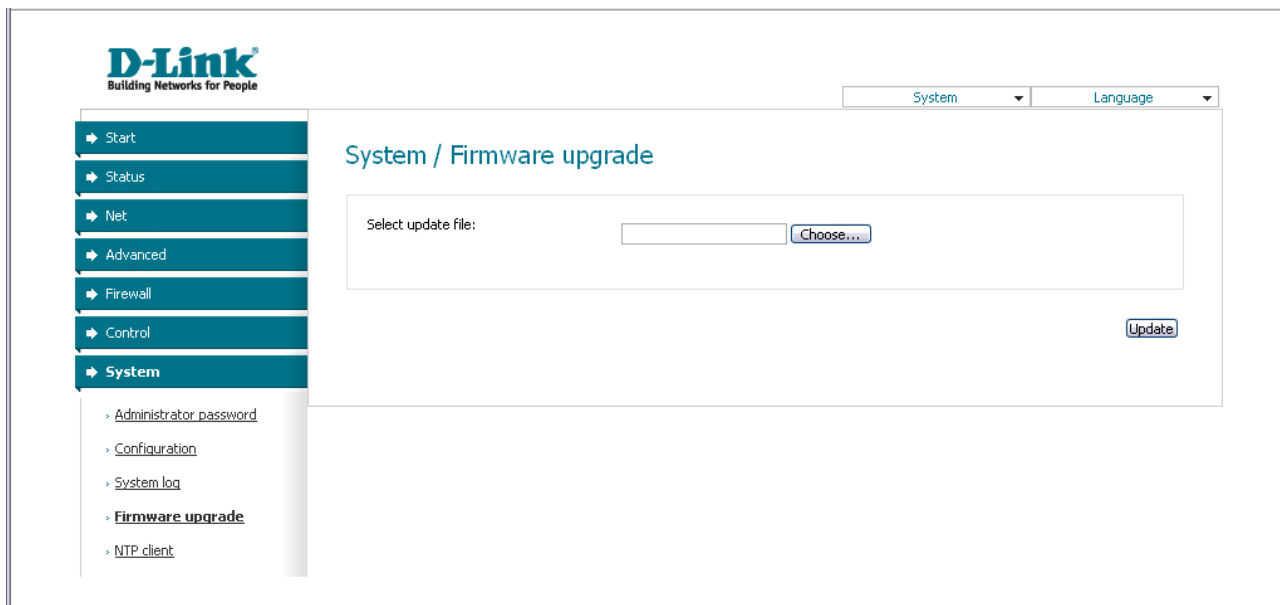 D-Link®
Building Networks for People
System
Language
Start
Status
Net
Advanced
Firewall
Control
System
Administrator password
Configuration
System log
Firmware upgrade
NTP client
System / Firmware upgrade
Select update file:
Choose...
Update